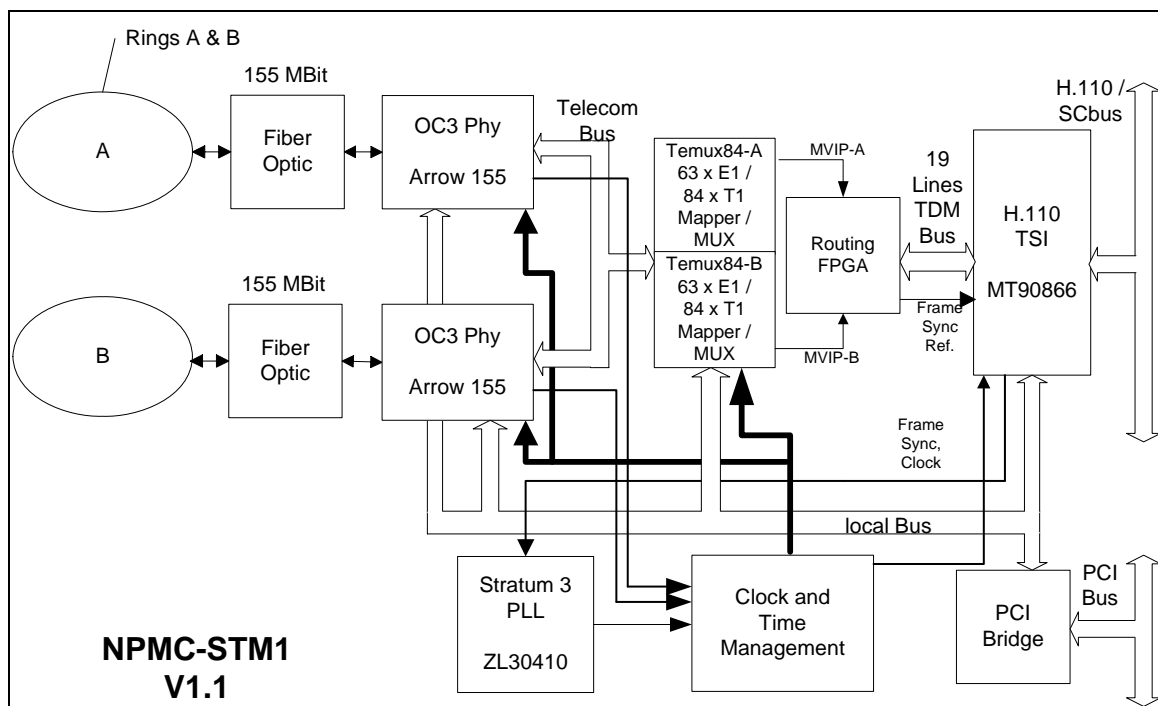 Rings A & B
155 MBit
A
Fiber
Optic
OC3 Phy
Arrow 155
Telecom
Bus
Temux84-A
63 x E1 /
84 x T1
Mapper /
MUX
Temux84-B
63 x E1 /
84 x T1
Mapper /
MUX
MVIP-A
Routing
FPGA
MVIP-B
19
Lines
TDM
Bus
Frame
Sync
Ref.
H.110
TSI
MT90866
H.110 /
SCbus
155 MBit
B
Fiber
Optic
OC3 Phy
Arrow 155
Frame
Sync,
Clock
local Bus
Stratum 3
PLL
ZL30410
Clock and
Time
Management
PCI
Bridge
PCI
Bus
NPMC-STM1
V1.1